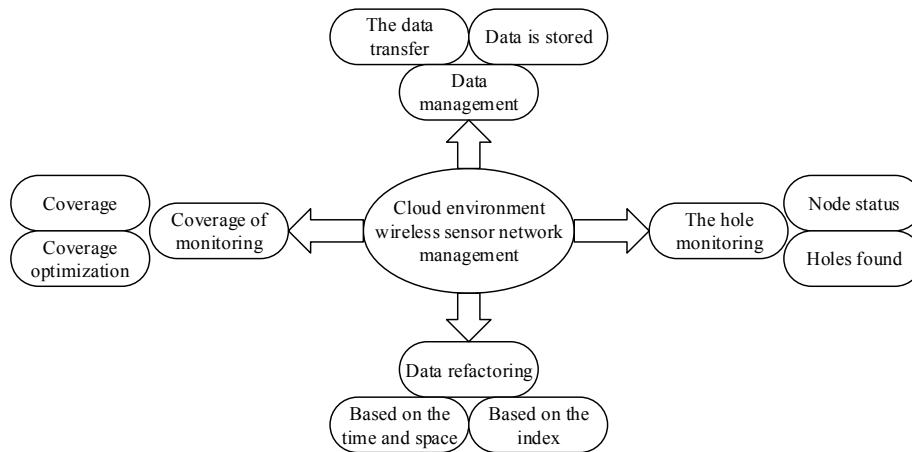 The data
transfer
Data is stored
Data
management
Coverage
Coverage
optimization
Coverage of
monitoring
Cloud environment
wireless sensor network
management
The hole
monitoring
Node status
Holes found
Data refactoring
Based on the
time and space
Based on the
index